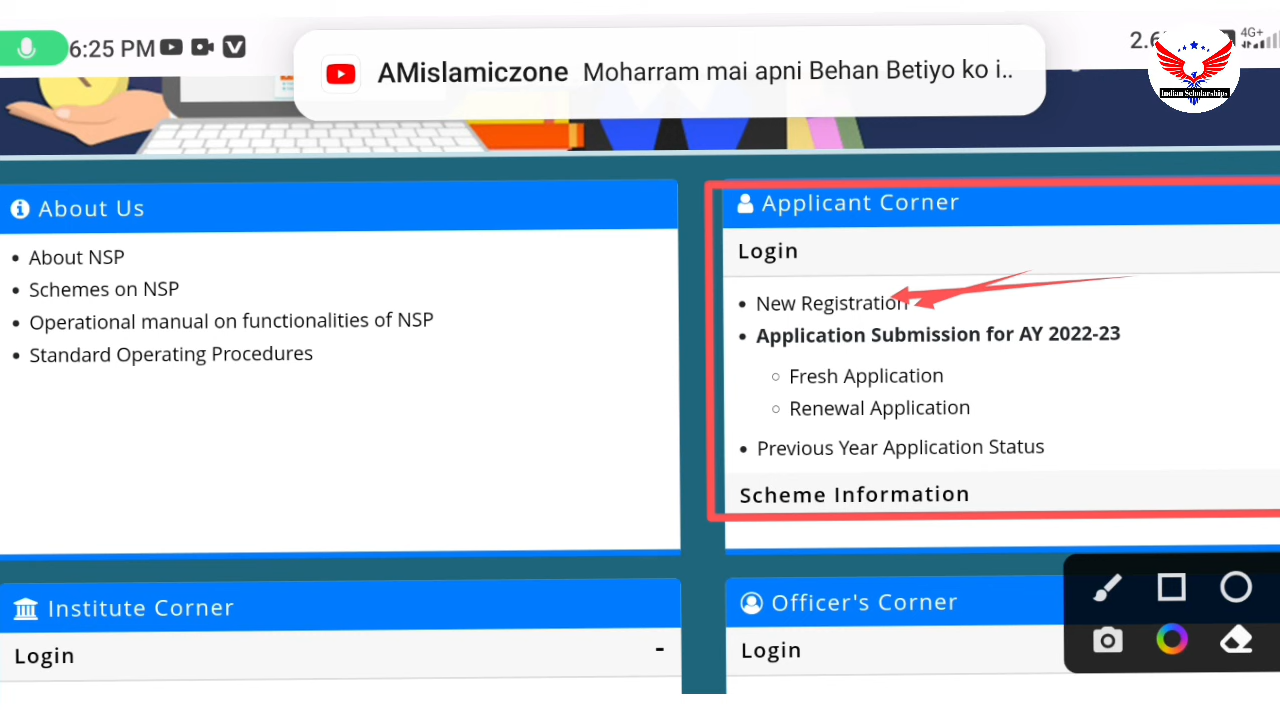 6:25 PM
AMislamiczone Moharram mai apni Behan Betiyo ko i..
2.6
4G+
Indian Scholarships
About Us
About NSP
Schemes on NSP
Operational manual on functionalities of NSP
Standard Operating Procedures
Applicant Corner
Login
New Registration
Application Submission for AY 2022-23
Fresh Application
Renewal Application
Previous Year Application Status
Scheme Information
Institute Corner
Login -
Officer's Corner
Login